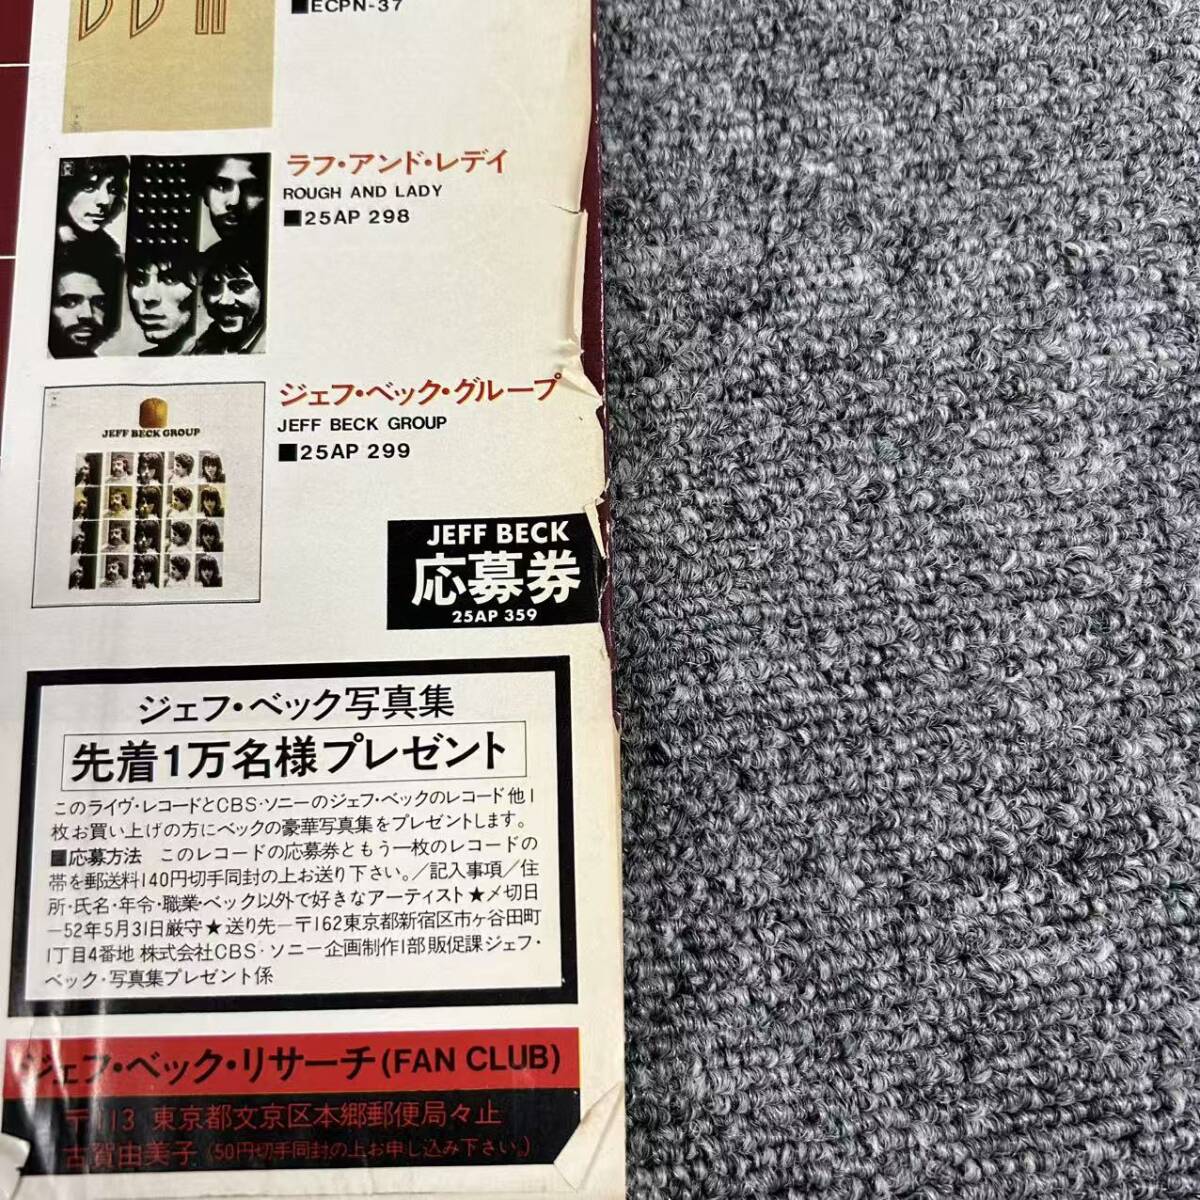 ■ECPN-37
ラフ・アンド・レデイ
ROUGH AND LADY
■25AP 298
ジェフ・ベック・グループ
JEFF BECK GROUP
■25AP 299
JEFF BECK GROUP
JEFF BECK
応募券
25AP 359
ジェフ・ベック写真集
先着1万名様プレゼント
このライヴ・レコードとCBS・ソニーのジェフ・ベックのレコード他1
枚お買い上げの方にベックの豪華写真集をプレゼントします。
■応募方法 このレコードの応募券ともう一枚のレコードの
帯を郵送料140円切手同封の上お送り下さい。/記入事項/住
所・氏名・年令・職業・ベック以外で好きなアーティスト★〆切日
—52年5月31日厳守★送り先—〒162東京都新宿区市ヶ谷田町
1丁目4番地 株式会社CBS・ソニー企画制作1部販促課ジェフ・
ベック・写真集プレゼント係
ジェフ・ベック・リサーチ(FAN CLUB)
〒113 東京都文京区本郷郵便局々止
古賀由美子(50円切手同封の上お申し込み下さい。)